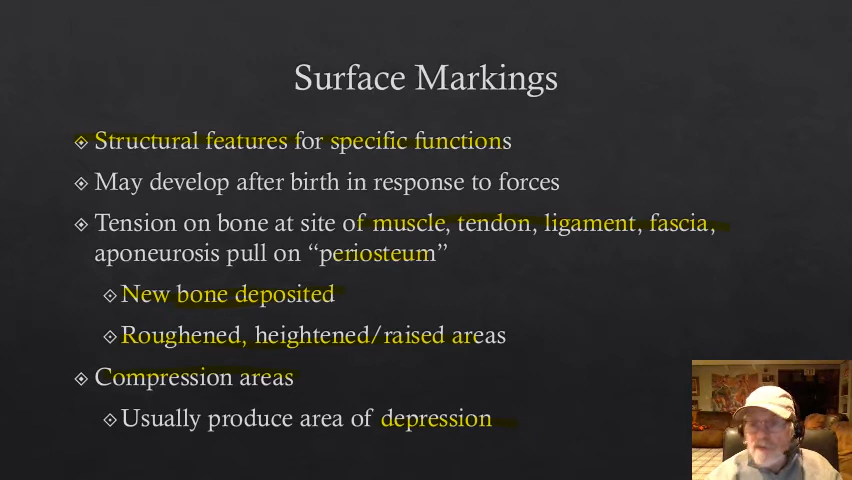 Surface Markings
Structural features for specific functions
May develop after birth in response to forces
Tension on bone at site of muscle, tendon, ligament, fascia,
aponeurosis pull on “periosteum”
New bone deposited
Roughened, heightened/raised areas
Compression areas
Usually produce area of depression